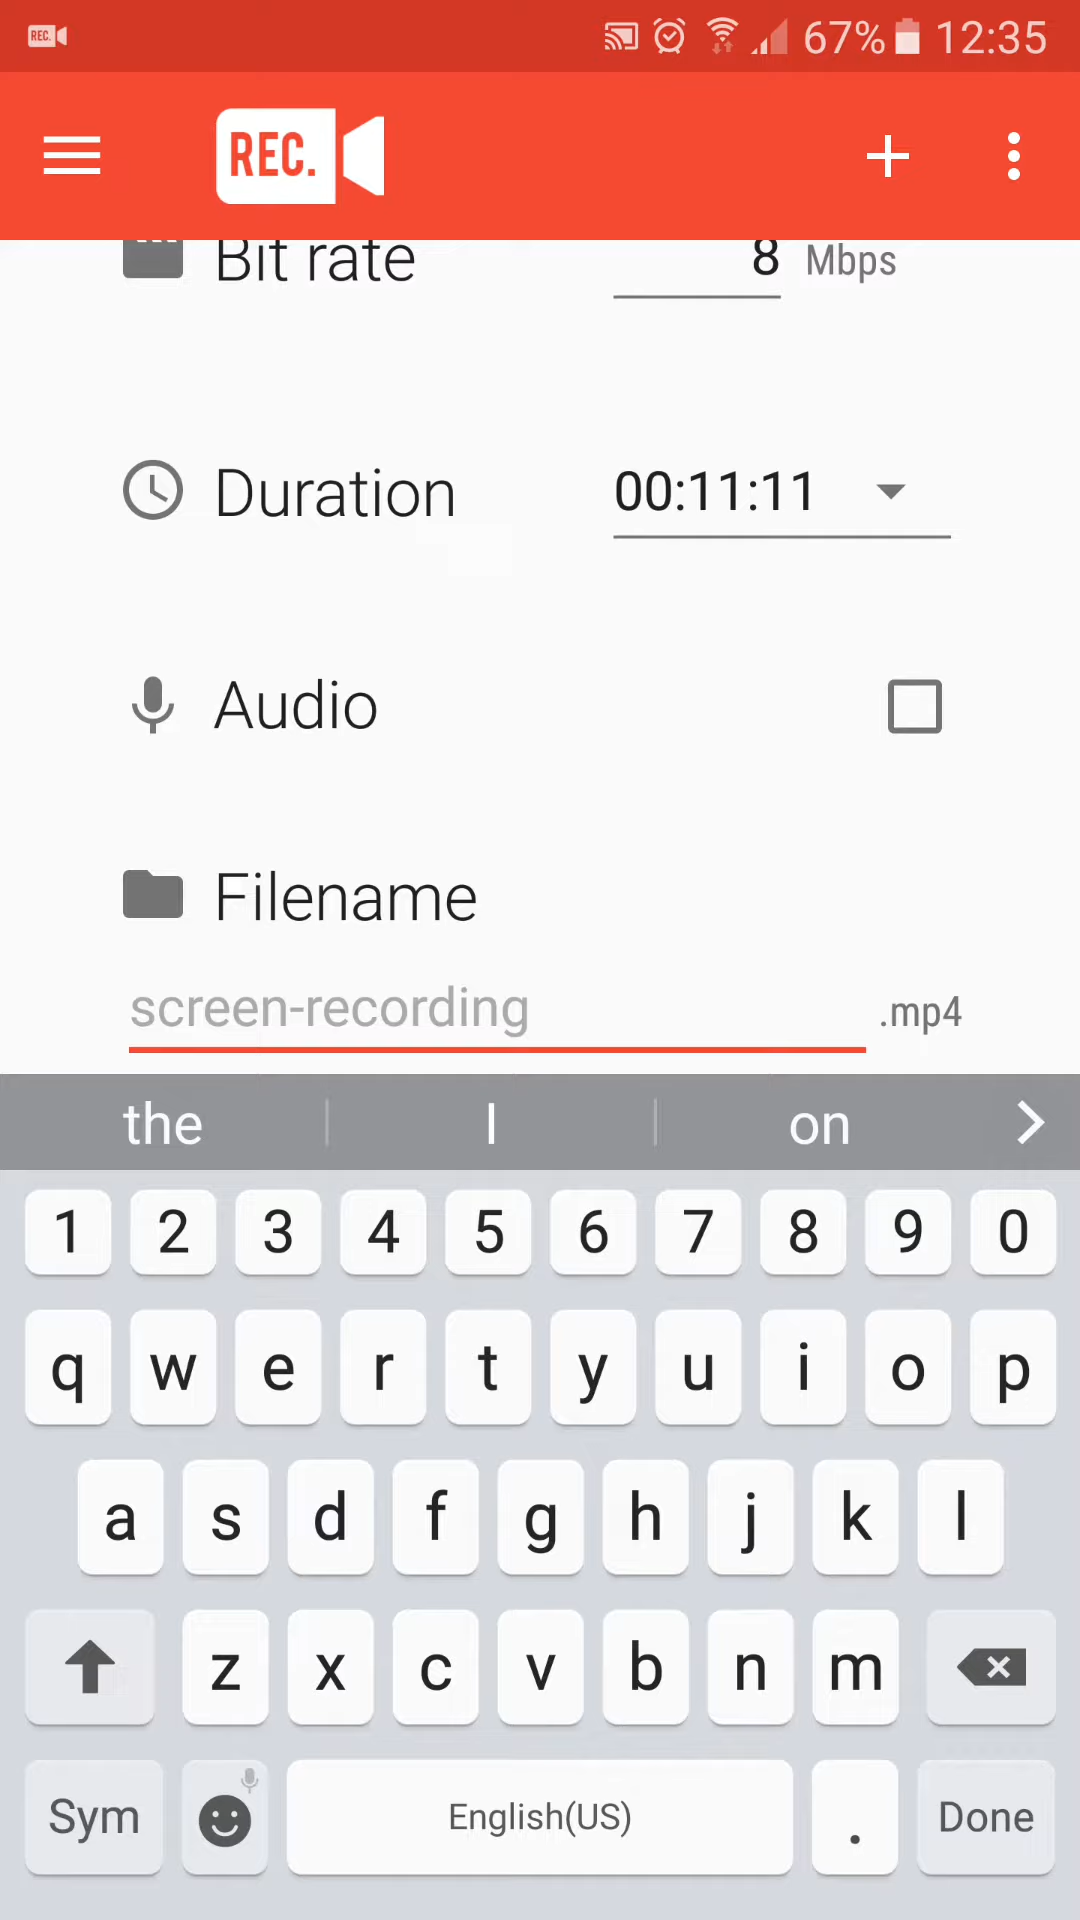 REC. 67% 12:35
REC.
Bit rate 8 Mbps
Duration 00:11:11
Audio
Filename
screen-recording .mp4
the I on
1 2 3 4 5 6 7 8 9 0
q w e r t y u i o p
a s d f g h j k l
z x c v b n m
Sym English(US) . Done